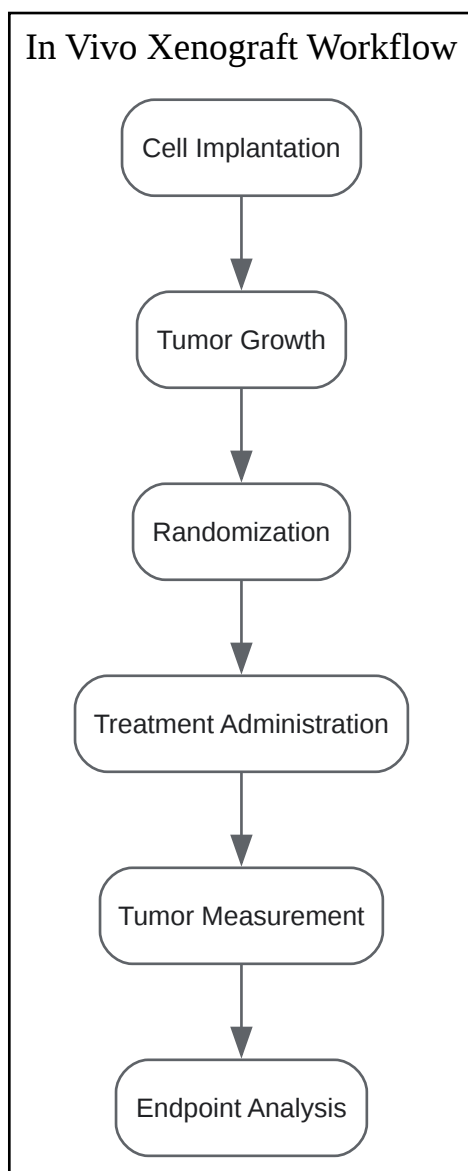 In Vivo Xenograft Workflow
Cell Implantation
Tumor Growth
Randomization
Treatment Administration
Tumor Measurement
Endpoint Analysis